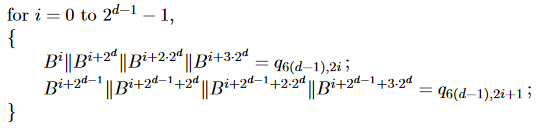 for $i = 0$ to $2^{d-1} - 1$,
{
$B^{i} \| B^{i+2^{d}} \| B^{i+2\cdot 2^{d}} \| B^{i+3\cdot 2^{d}} = q_{6(d-1),2i}$ ;
$B^{i+2^{d-1}} \| B^{i+2^{d-1}+2^{d}} \| B^{i+2^{d-1}+2\cdot 2^{d}} \| B^{i+2^{d-1}+3\cdot 2^{d}} = q_{6(d-1),2i+1}$ ;
}